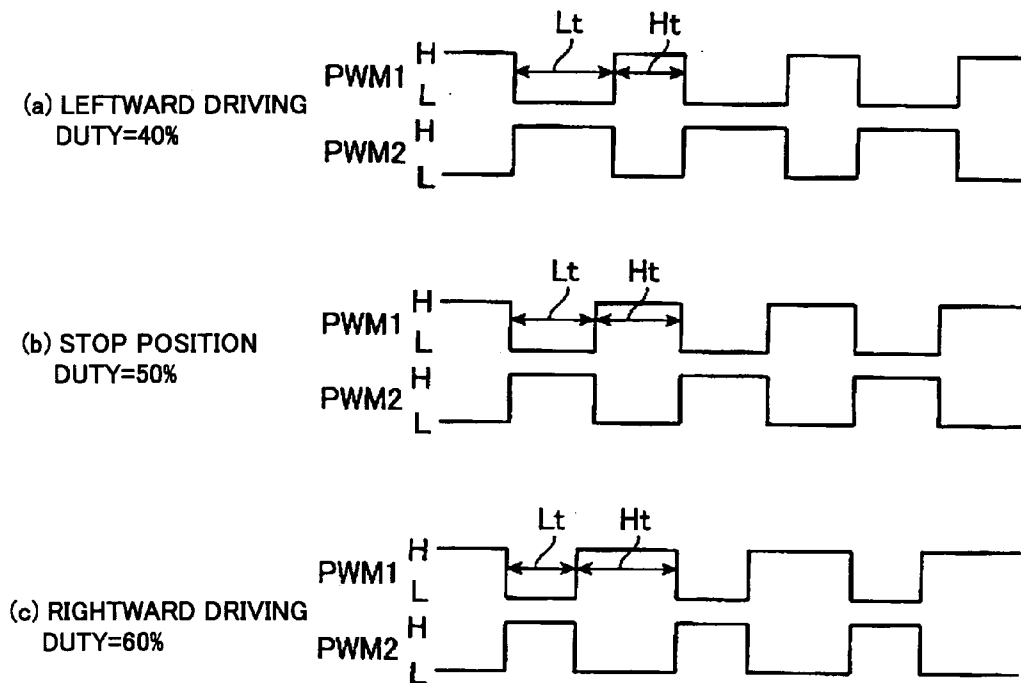 Lt Ht
H
PWM1
L
(a) LEFTWARD DRIVING
DUTY=40%
H
PWM2
L
Lt Ht
H
PWM1
L
(b) STOP POSITION
DUTY=50%
H
PWM2
L
Lt Ht
H
PWM1
L
(c) RIGHTWARD DRIVING
DUTY=60%
H
PWM2
L